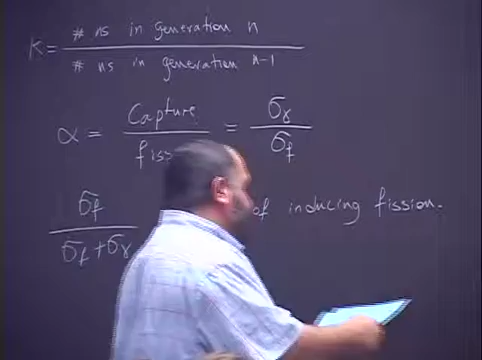 K = # ns in generation n / # ns in generation n-1
α = Capture / fiss = σγ / σf
σf / σf + σγ of inducing fission.